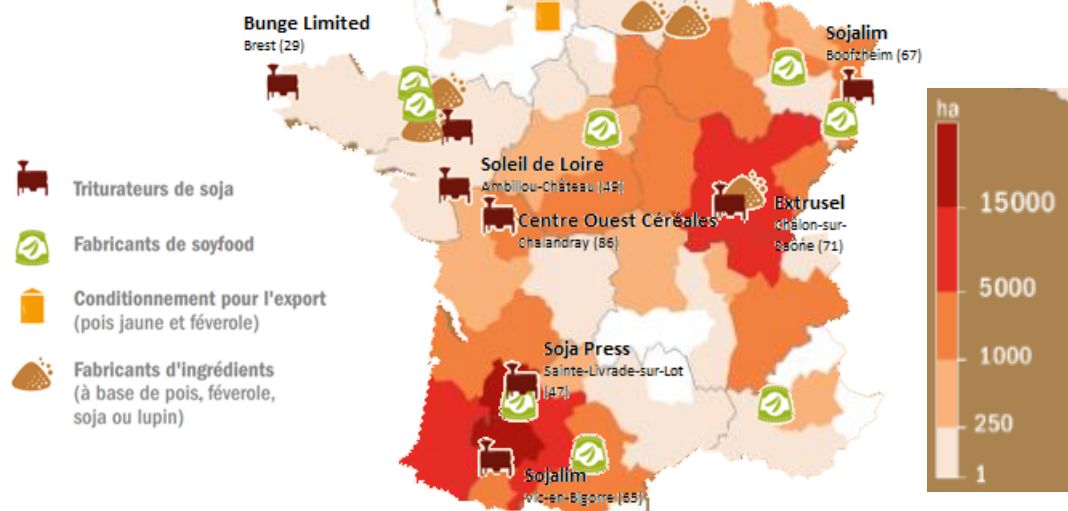 Bunge Limited
Brest (29)
Sojalim
Boofzheim (67)
Soleil de Loire
Ambillou-Château (49)
Centre Ouest Céréales
Chalandray (86)
Extrusel
Chalon-sur-
Saône (71)
Soja Press
Sainte-Livrade-sur-Lot
(47)
Sojalim
Vic-en-Bigorre (65)
Triturateurs de soja
Fabricants de soyfood
Conditionnement pour l'export
(pois jaune et féverole)
Fabricants d'ingrédients
(à base de pois, féverole,
soja ou lupin)
ha
15000
5000
1000
250
1